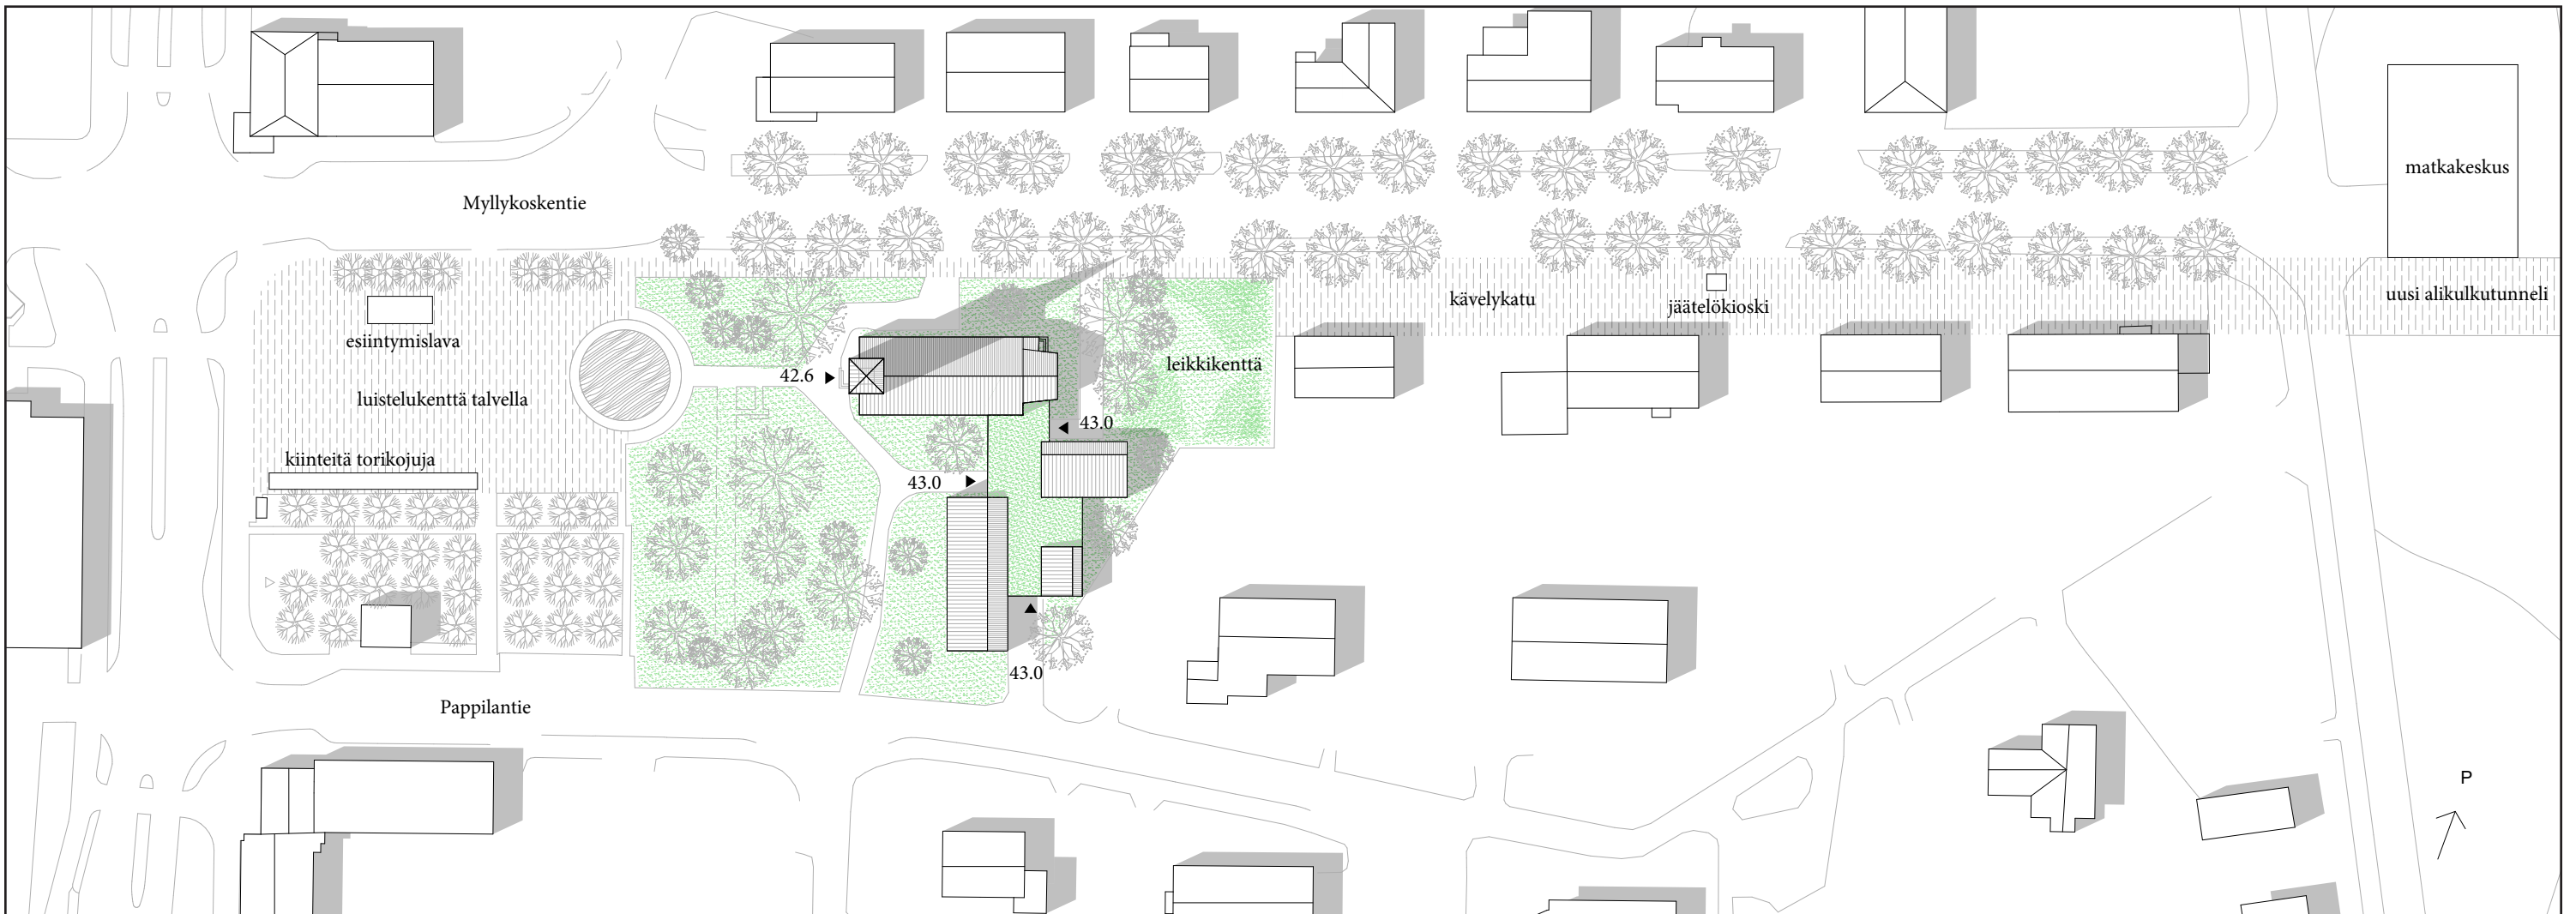 matkakeskus
Myllykoskentie
uusi alikulkutunneli
kävelykatu
jäätelökioski
esiintymislava
leikkikenttä
42.6
luistelukenttä talvella
43.0
kiinteitä torikojuja
43.0
43.0
Pappilantie
P